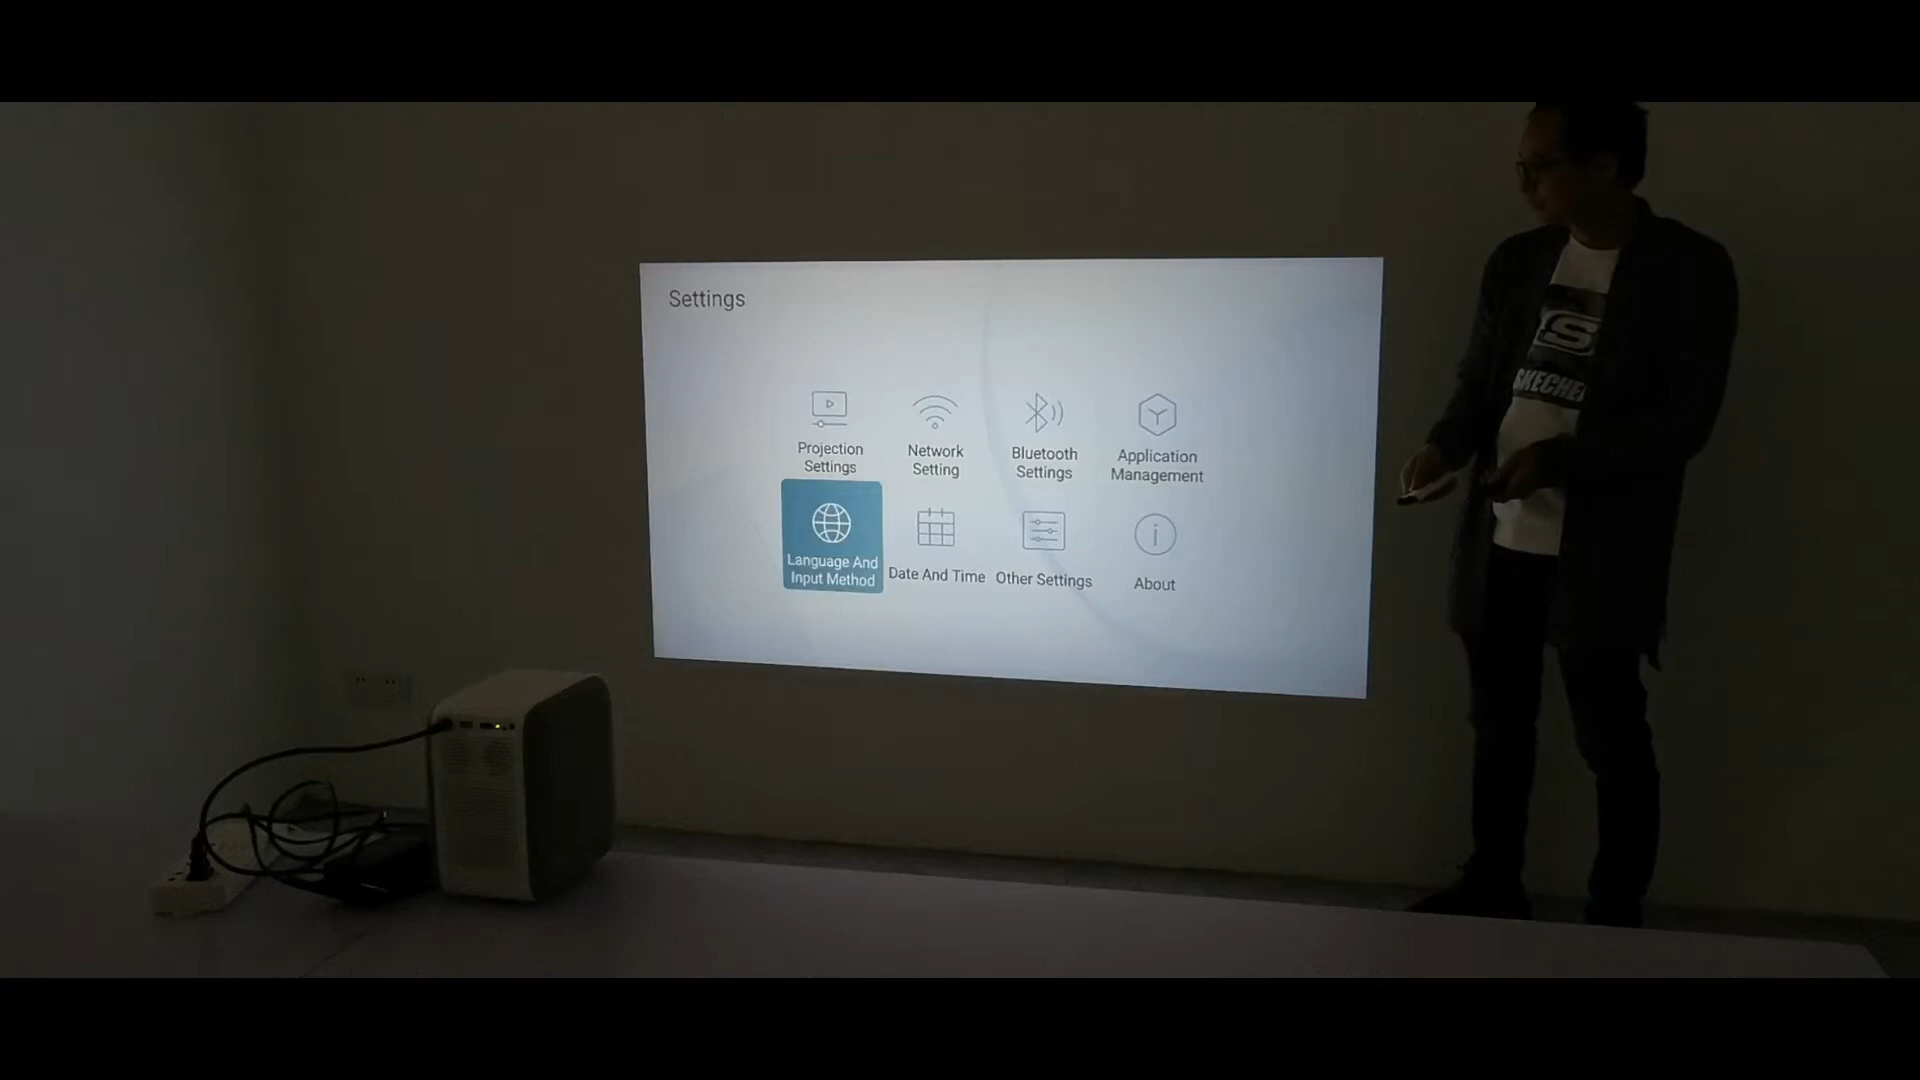 Settings
Projection
Settings
Network
Setting
Bluetooth
Settings
Application
Management
Language And
Input Method
Date And Time
Other Settings
About
S
SKECHE